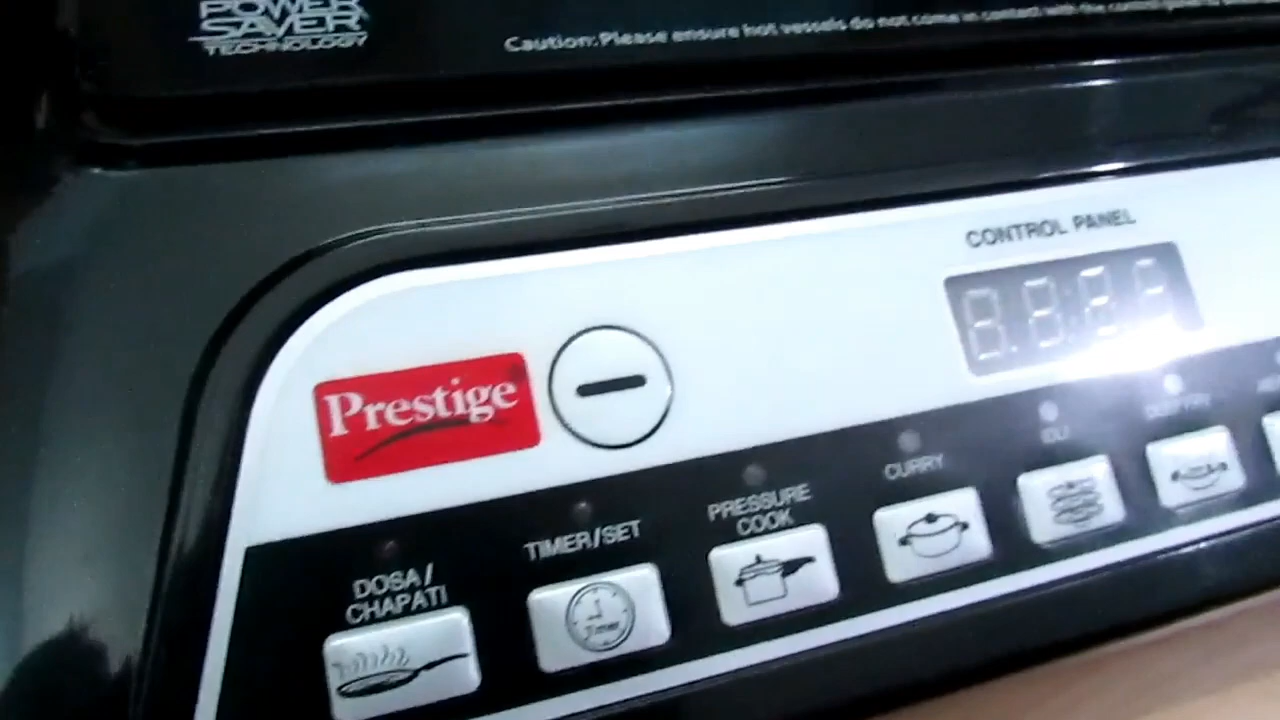 POWER
SAVER
TECHNOLOGY
Caution: Please ensure hot vessels do not come in contact with the control
CONTROL PANEL
Prestige
DOSA/
CHAPATI
TIMER/SET
PRESSURE
COOK
CURRY
IDLI
DEEP FRY
Timer